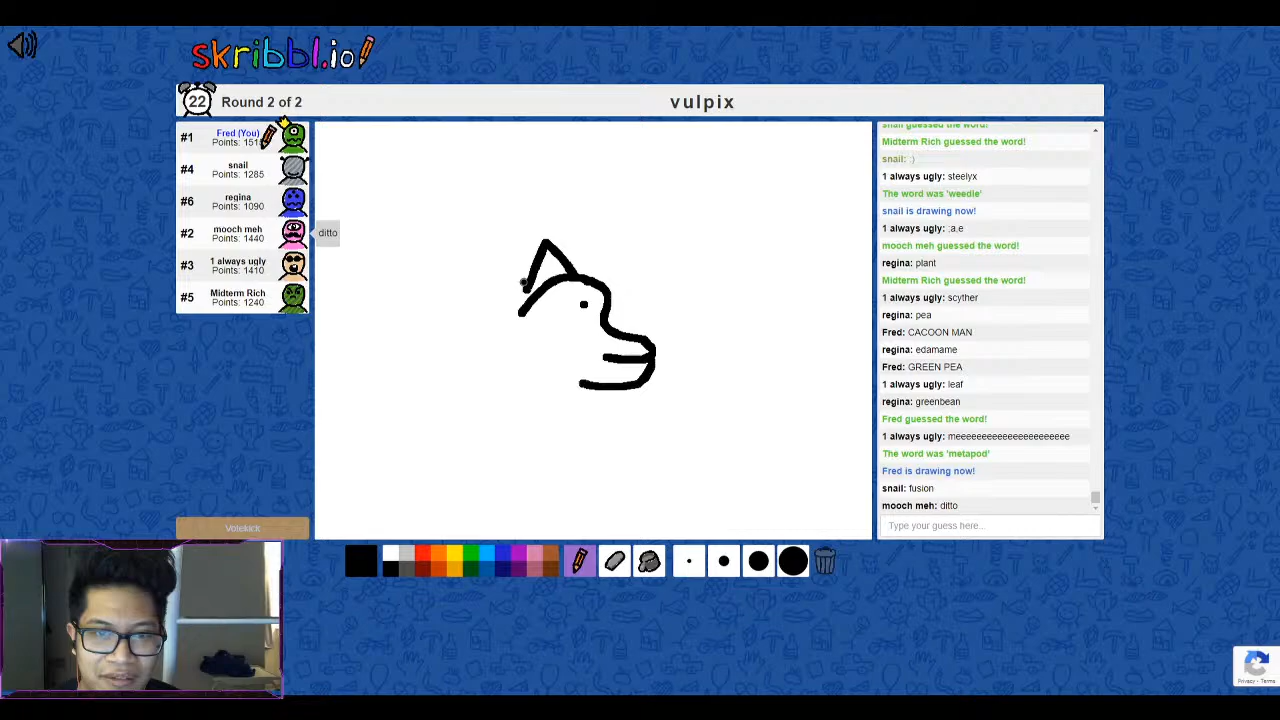 skribbl.io
22
Round 2 of 2
vulpix
#1
Fred (You)
#4
snail
Points: 1285
#6
regina
Points: 1090
#2
mooch meh
Points: 1440
ditto
#3
1 always ugly
Points: 1410
#5
Midterm Rich
Points: 1240
Votekick
snail guessed the word!
Midterm Rich guessed the word!
snail: :)
1 always ugly: steelyx
The word was 'weedle'
snail is drawing now!
1 always ugly: :a,e
mooch meh guessed the word!
regina: plant
Midterm Rich guessed the word!
1 always ugly: scyther
regina: pea
Fred: CACOON MAN
regina: edamame
Fred: GREEN PEA
1 always ugly: leaf
regina: greenbean
Fred guessed the word!
1 always ugly: meeeeeeeeeeeeeeeeeeeeee
The word was 'metapod'
Fred is drawing now!
snail: fusion
mooch meh: ditto
Type your guess here...
Privacy - Terms